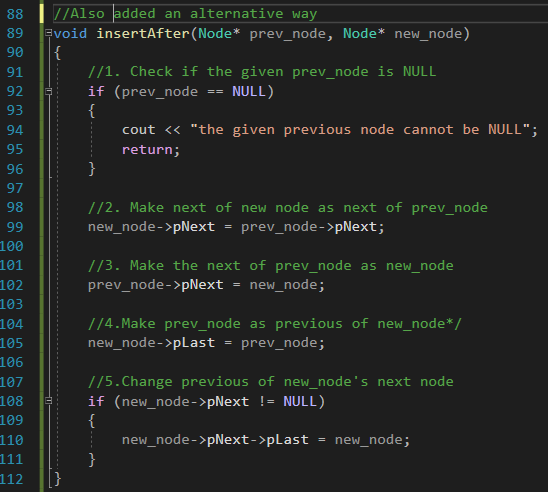 88 //Also added an alternative way
89 void insertAfter(Node* prev_node, Node* new_node)
90 {
91 //1. Check if the given prev_node is NULL
92 if (prev_node == NULL)
93 {
94 cout << "the given previous node cannot be NULL";
95 return;
96 }
97
98 //2. Make next of new node as next of prev_node
99 new_node->pNext = prev_node->pNext;
100
101 //3. Make the next of prev_node as new_node
102 prev_node->pNext = new_node;
103
104 //4.Make prev_node as previous of new_node*/
105 new_node->pLast = prev_node;
106
107 //5.Change previous of new_node's next node
108 if (new_node->pNext != NULL)
109 {
110 new_node->pNext->pLast = new_node;
111 }
112 }